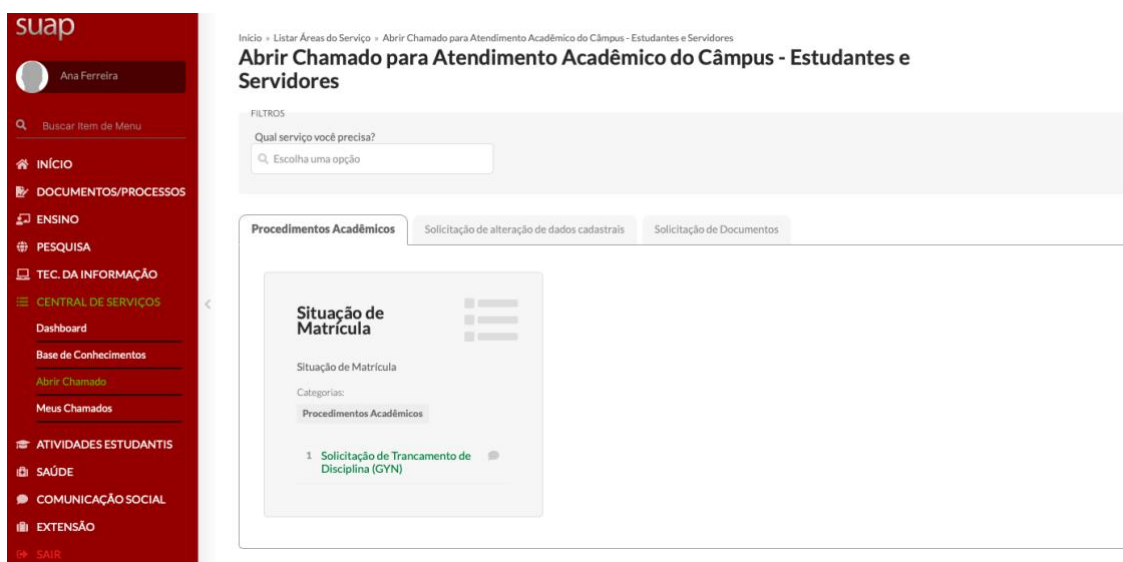 suap
Ana Ferreira
Buscar Item de Menu
INÍCIO
DOCUMENTOS/PROCESSOS
ENSINO
PESQUISA
TEC. DA INFORMAÇÃO
CENTRAL DE SERVIÇOS
Dashboard
Base de Conhecimentos
Abrir Chamado
Meus Chamados
ATIVIDADES ESTUDANTIS
SAÚDE
COMUNICAÇÃO SOCIAL
EXTENSÃO
SAIR
Início » Listar Áreas do Serviço » Abrir Chamado para Atendimento Acadêmico do Câmpus - Estudantes e Servidores
Abrir Chamado para Atendimento Acadêmico do Câmpus - Estudantes e
Servidores
FILTROS
Qual serviço você precisa?
Escolha uma opção
Procedimentos Acadêmicos Solicitação de alteração de dados cadastrais Solicitação de Documentos
Situação de
Matrícula
Situação de Matrícula
Categorias:
Procedimentos Acadêmicos
1 Solicitação de Trancamento de
Disciplina (GYN)